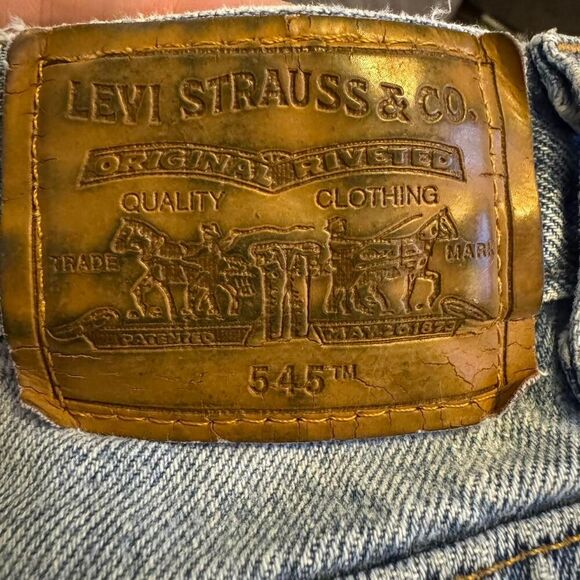 LEVI STRAUSS & CO.
ORIGINAL RIVETED
QUALITY CLOTHING
TRADE MARK
PATENTED MAY 20 1873
545™